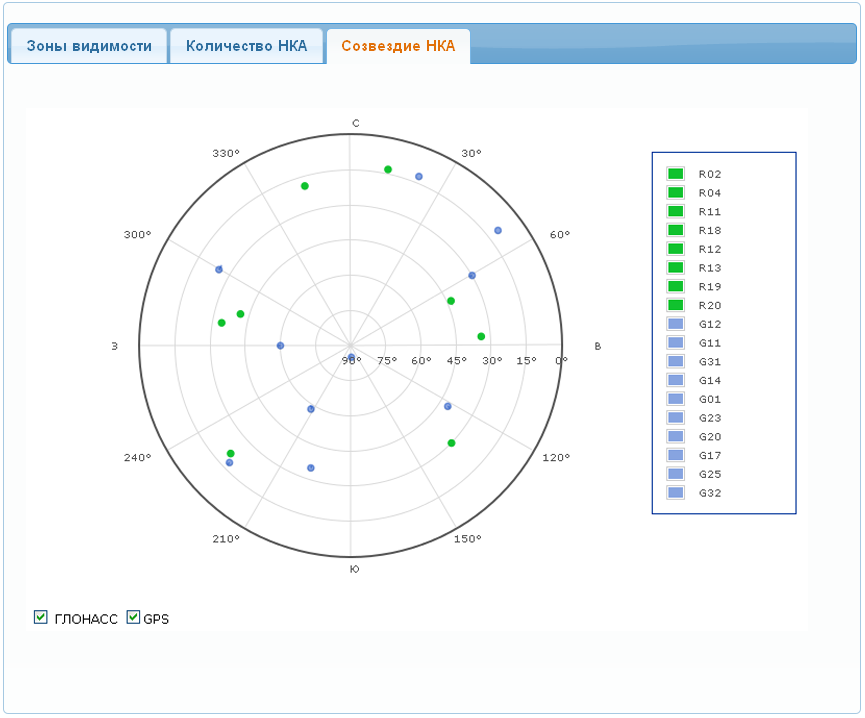 Зоны видимости Количество НКА Созвездие НКА
С
330° 30°
300° 60°
З В
90° 75° 60° 45° 30° 15° 0°
240° 120°
210° 150°
Ю
R02
R04
R11
R18
R12
R13
R19
R20
G12
G11
G31
G14
G01
G23
G20
G17
G25
G32
ГЛОНАСС GPS